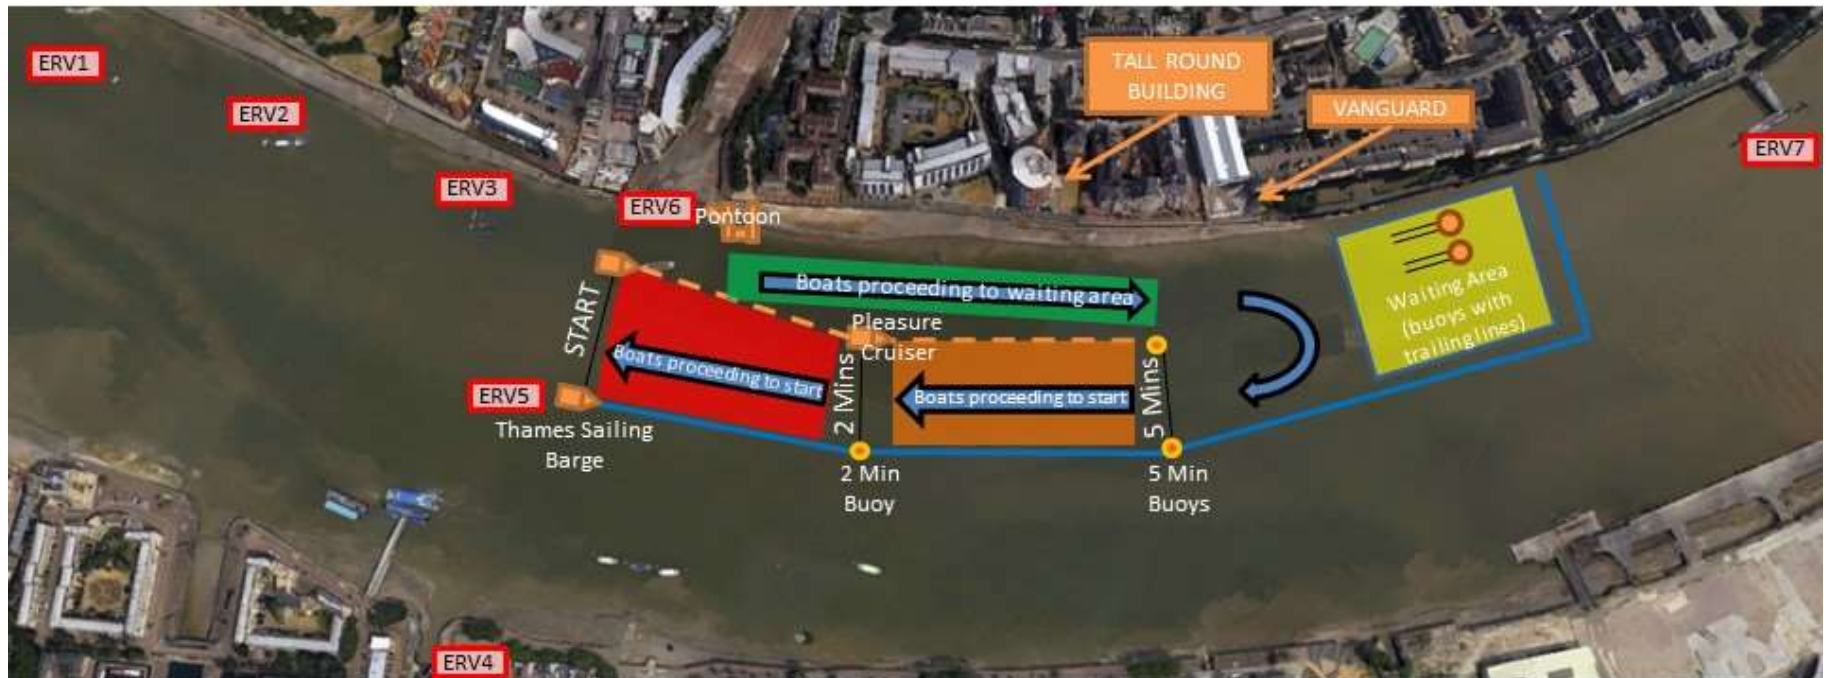 ERV1
TALL ROUND
BUILDING
VANGUARD
ERV2
ERV7
ERV3
ERV6
Pontoon
Boats proceeding to waiting area
Waiting Area
(buoys with
trailing lines)
START
Pleasure
Cruiser
Boats proceeding to start
2 Mins
Boats proceeding to start
5 Mins
ERV5
Thames Sailing
Barge
2 Min
Buoy
5 Min
Buoys
ERV4